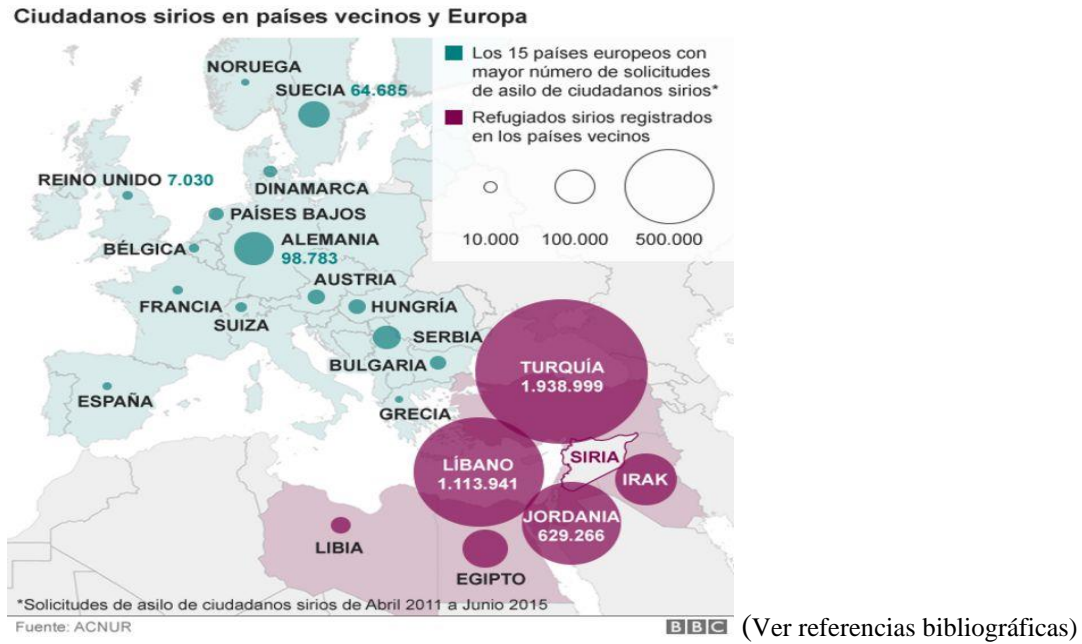 Ciudadanos sirios en países vecinos y Europa
Los 15 países europeos con
mayor número de solicitudes
de asilo de ciudadanos sirios*
Refugiados sirios registrados
en los países vecinos
10.000 100.000 500.000
NORUEGA
SUECIA 64.685
DINAMARCA
REINO UNIDO 7.030
PAÍSES BAJOS
BÉLGICA
ALEMANIA
98.783
AUSTRIA
FRANCIA
HUNGRÍA
SUIZA
SERBIA
BULGARIA
ESPAÑA
GRECIA
TURQUÍA
1.938.999
SIRIA
LÍBANO
1.113.941
IRAK
JORDANIA
629.266
LIBIA
EGIPTO
*Solicitudes de asilo de ciudadanos sirios de Abril 2011 a Junio 2015
Fuente: ACNUR
BBC
(Ver referencias bibliográficas)